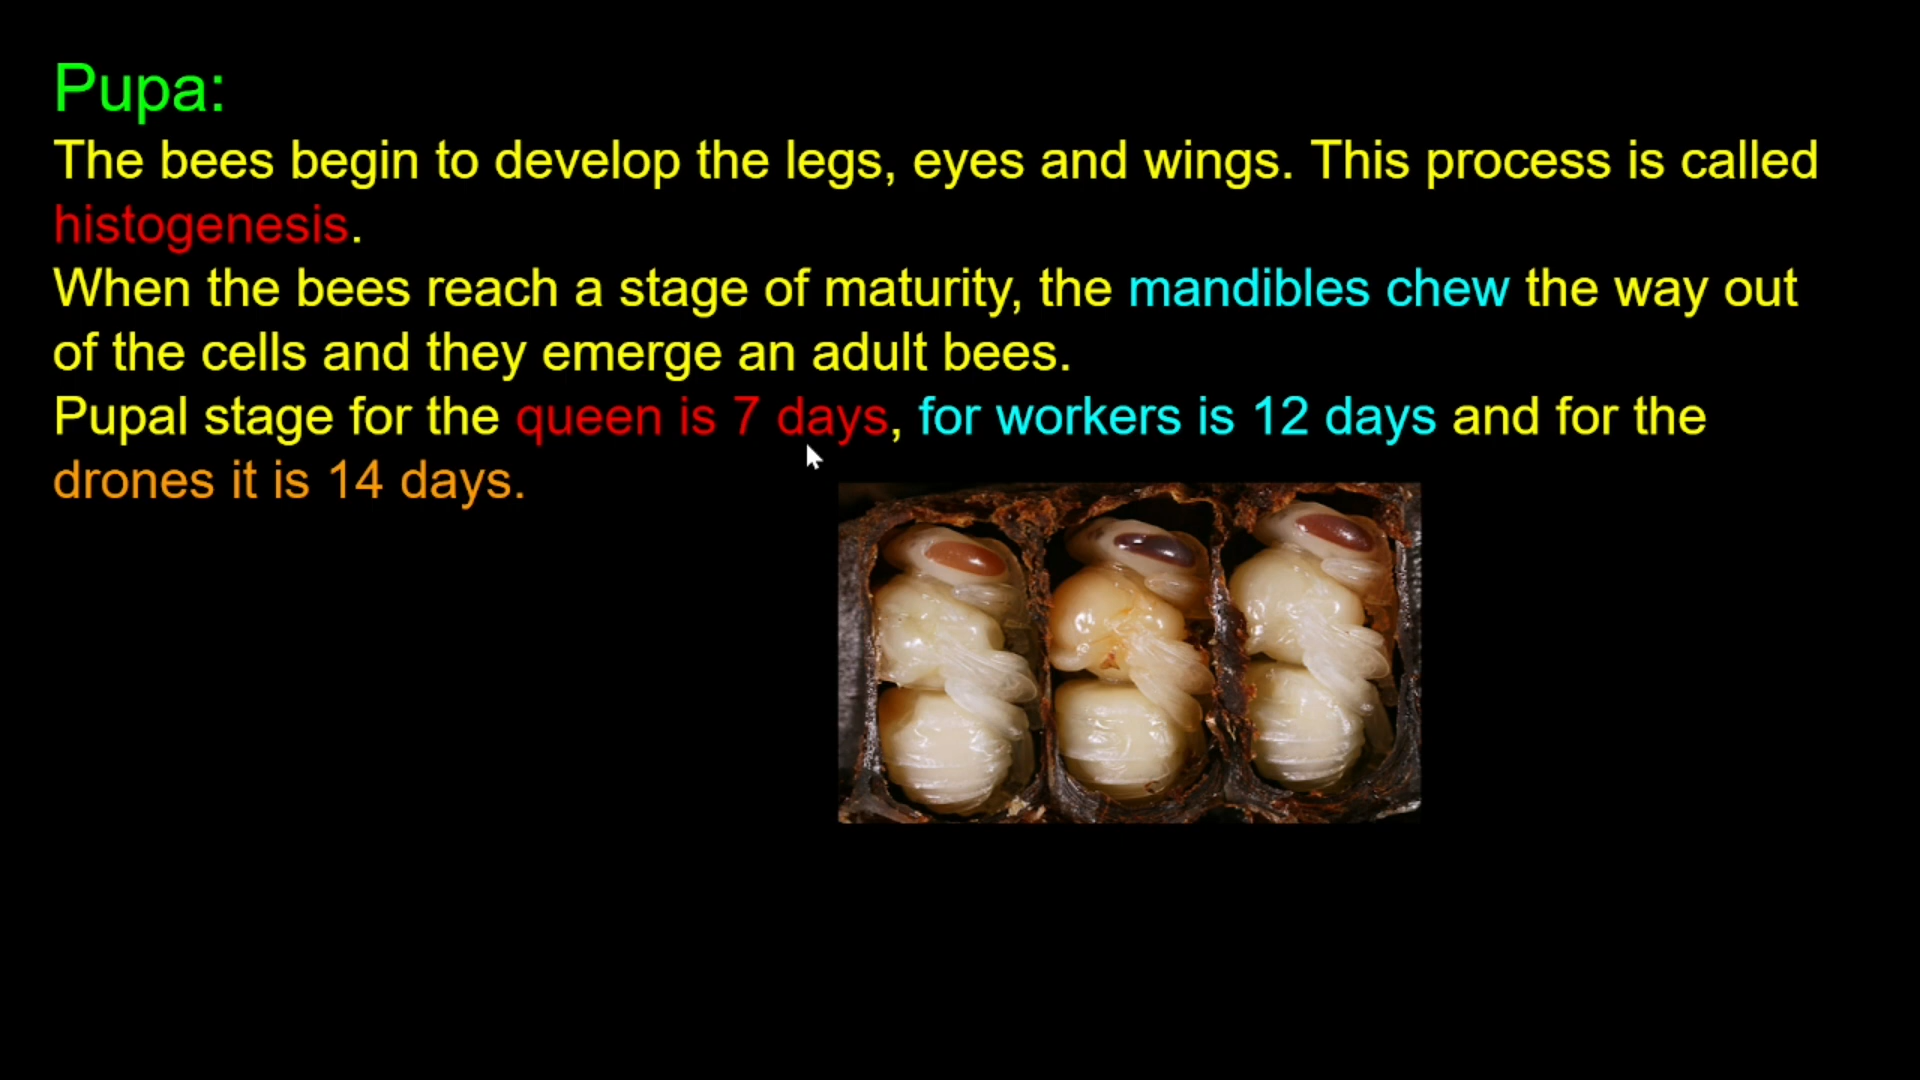 Pupa:
The bees begin to develop the legs, eyes and wings. This process is called
histogenesis.
When the bees reach a stage of maturity, the mandibles chew the way out
of the cells and they emerge an adult bees.
Pupal stage for the queen is 7 days, for workers is 12 days and for the
drones it is 14 days.